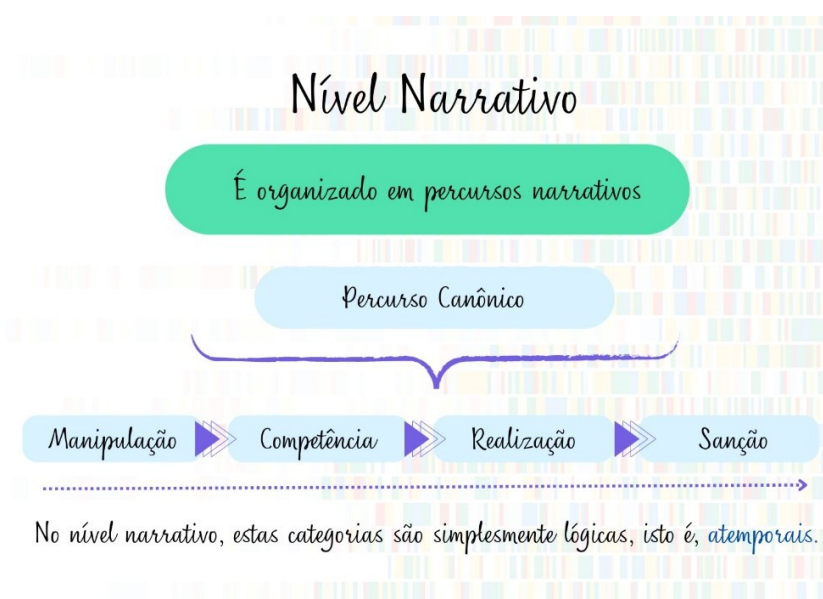 Nível Narrativo
É organizado em percursos narrativos
Percurso Canônico
Manipulação Competência Realização Sanção
No nível narrativo, estas categorias são simplesmente lógicas, isto é, atemporais.